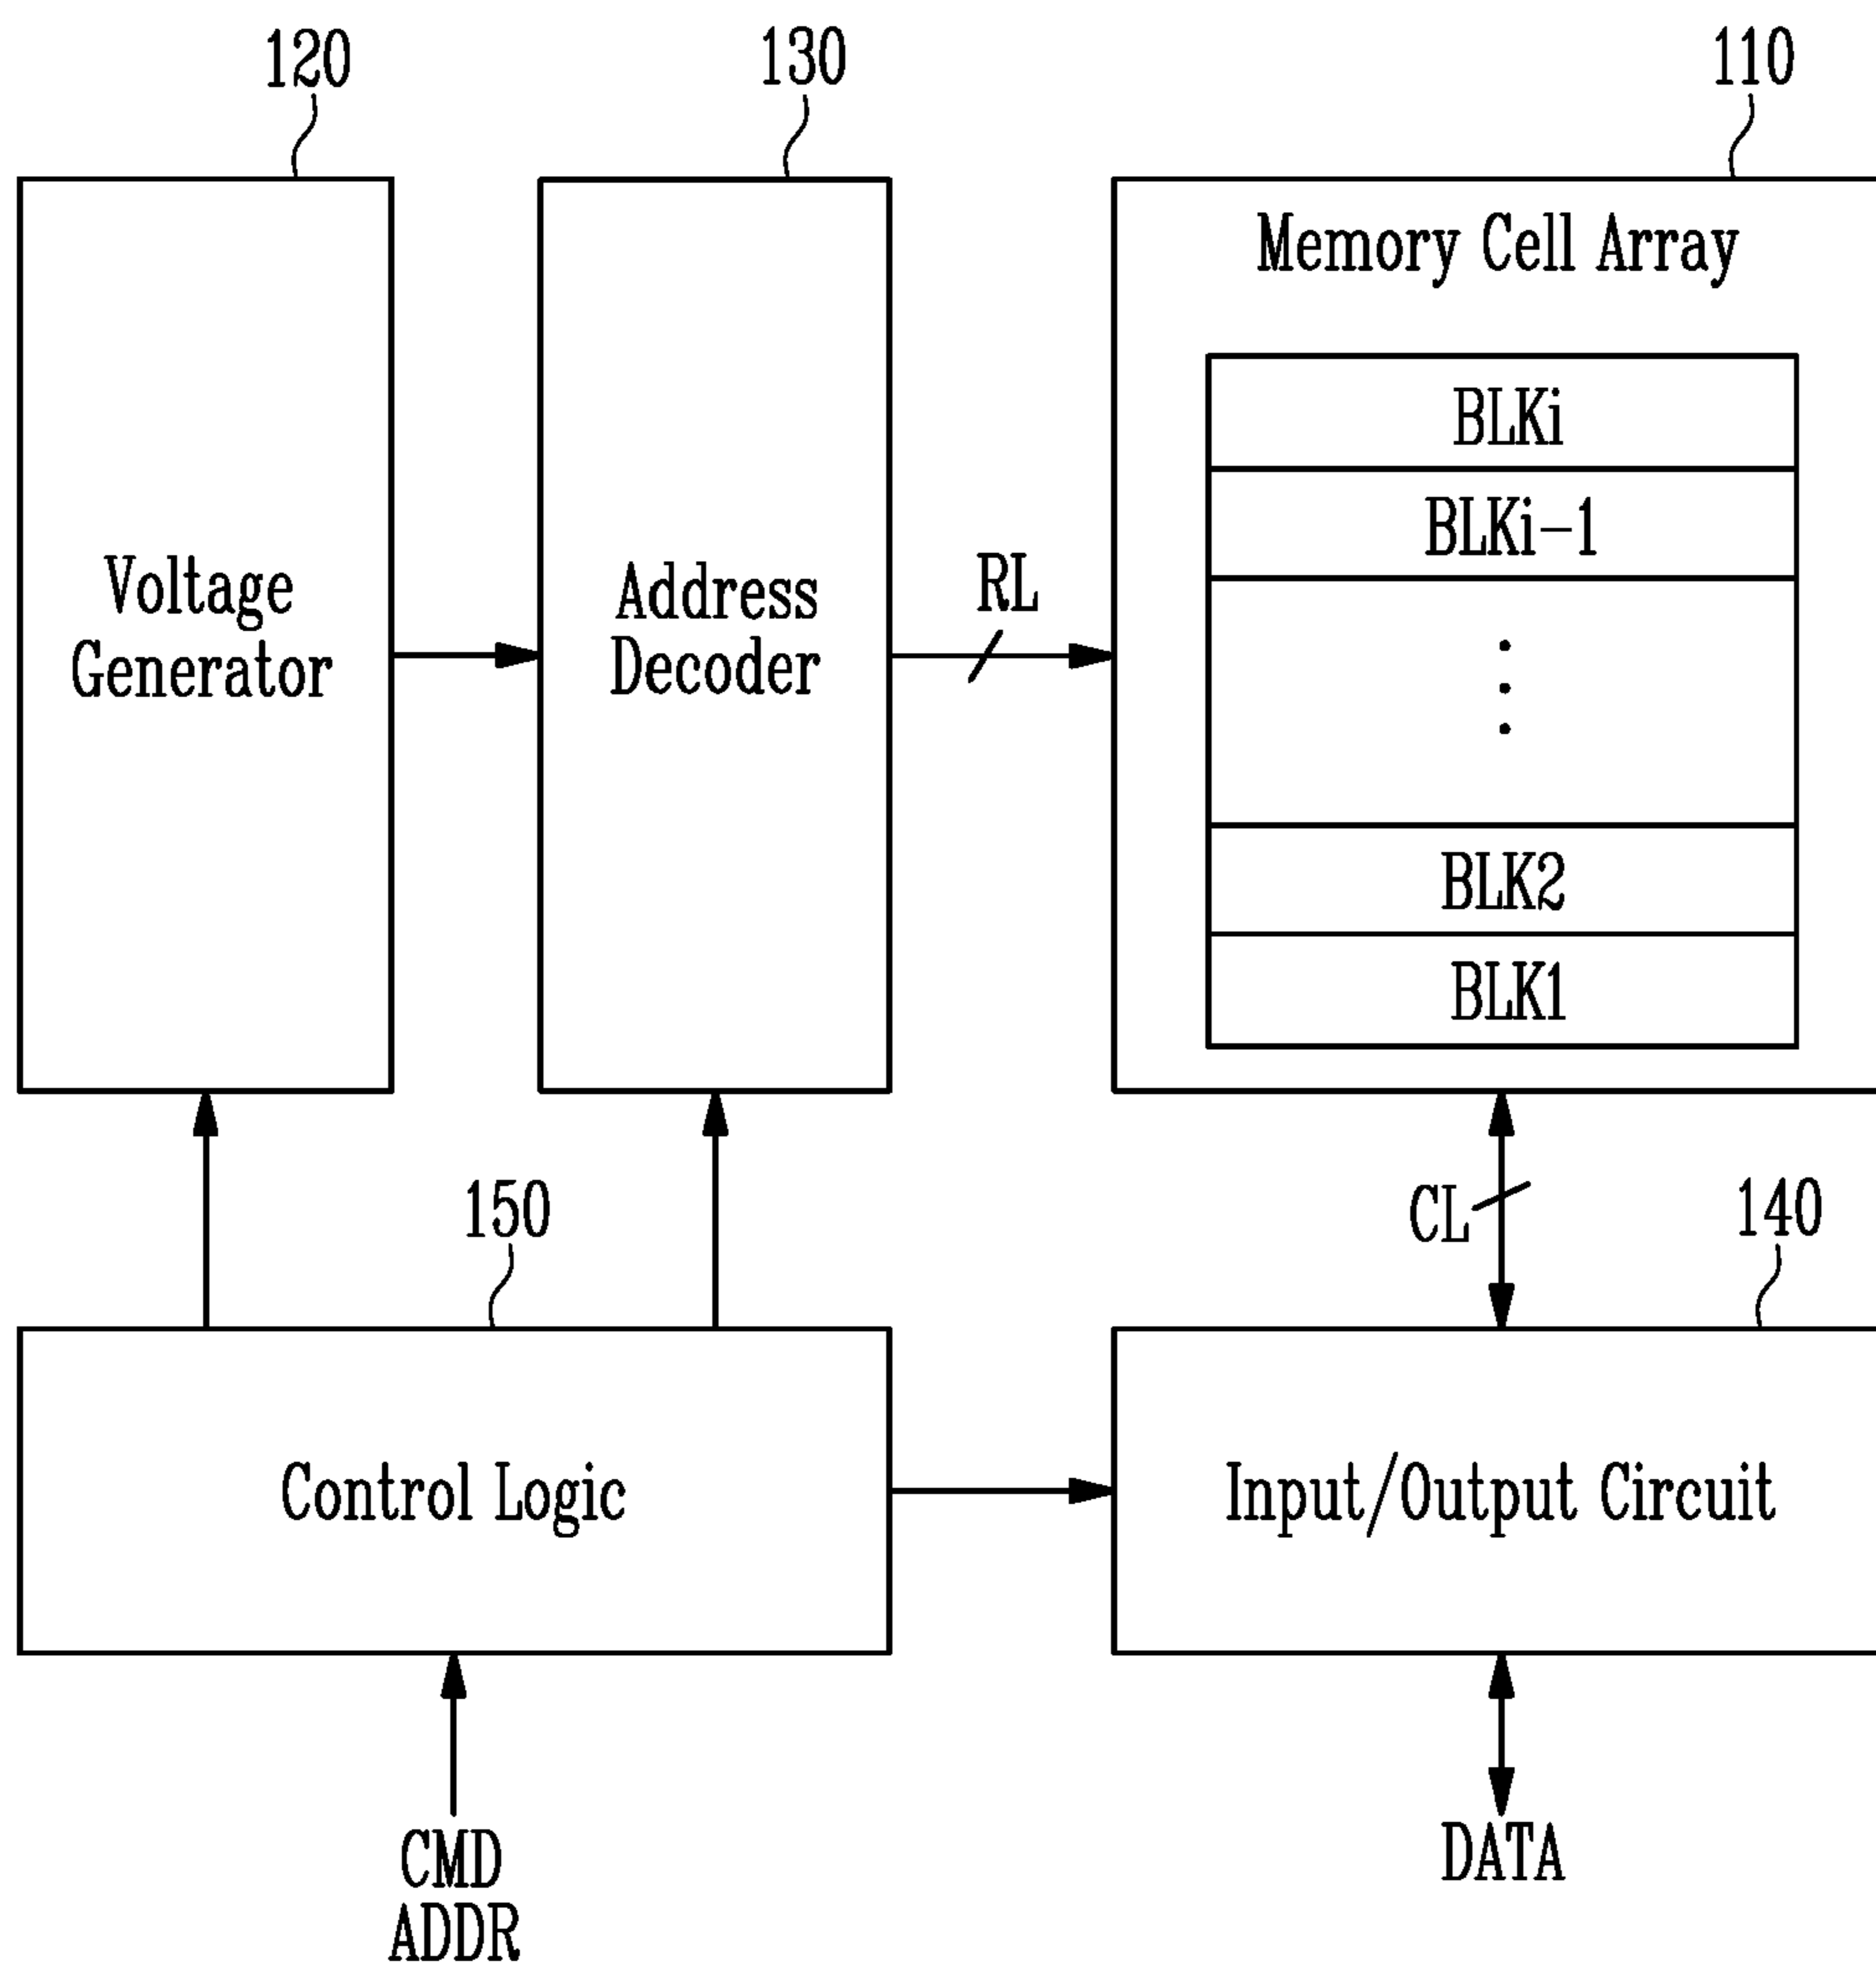 120
130
110
Memory Cell Array
BLKi
BLKi-1
Voltage
Generator
Address
Decoder
RL
BLK2
BLK1
150
CL
140
Control Logic
Input/Output Circuit
CMD
ADDR
DATA